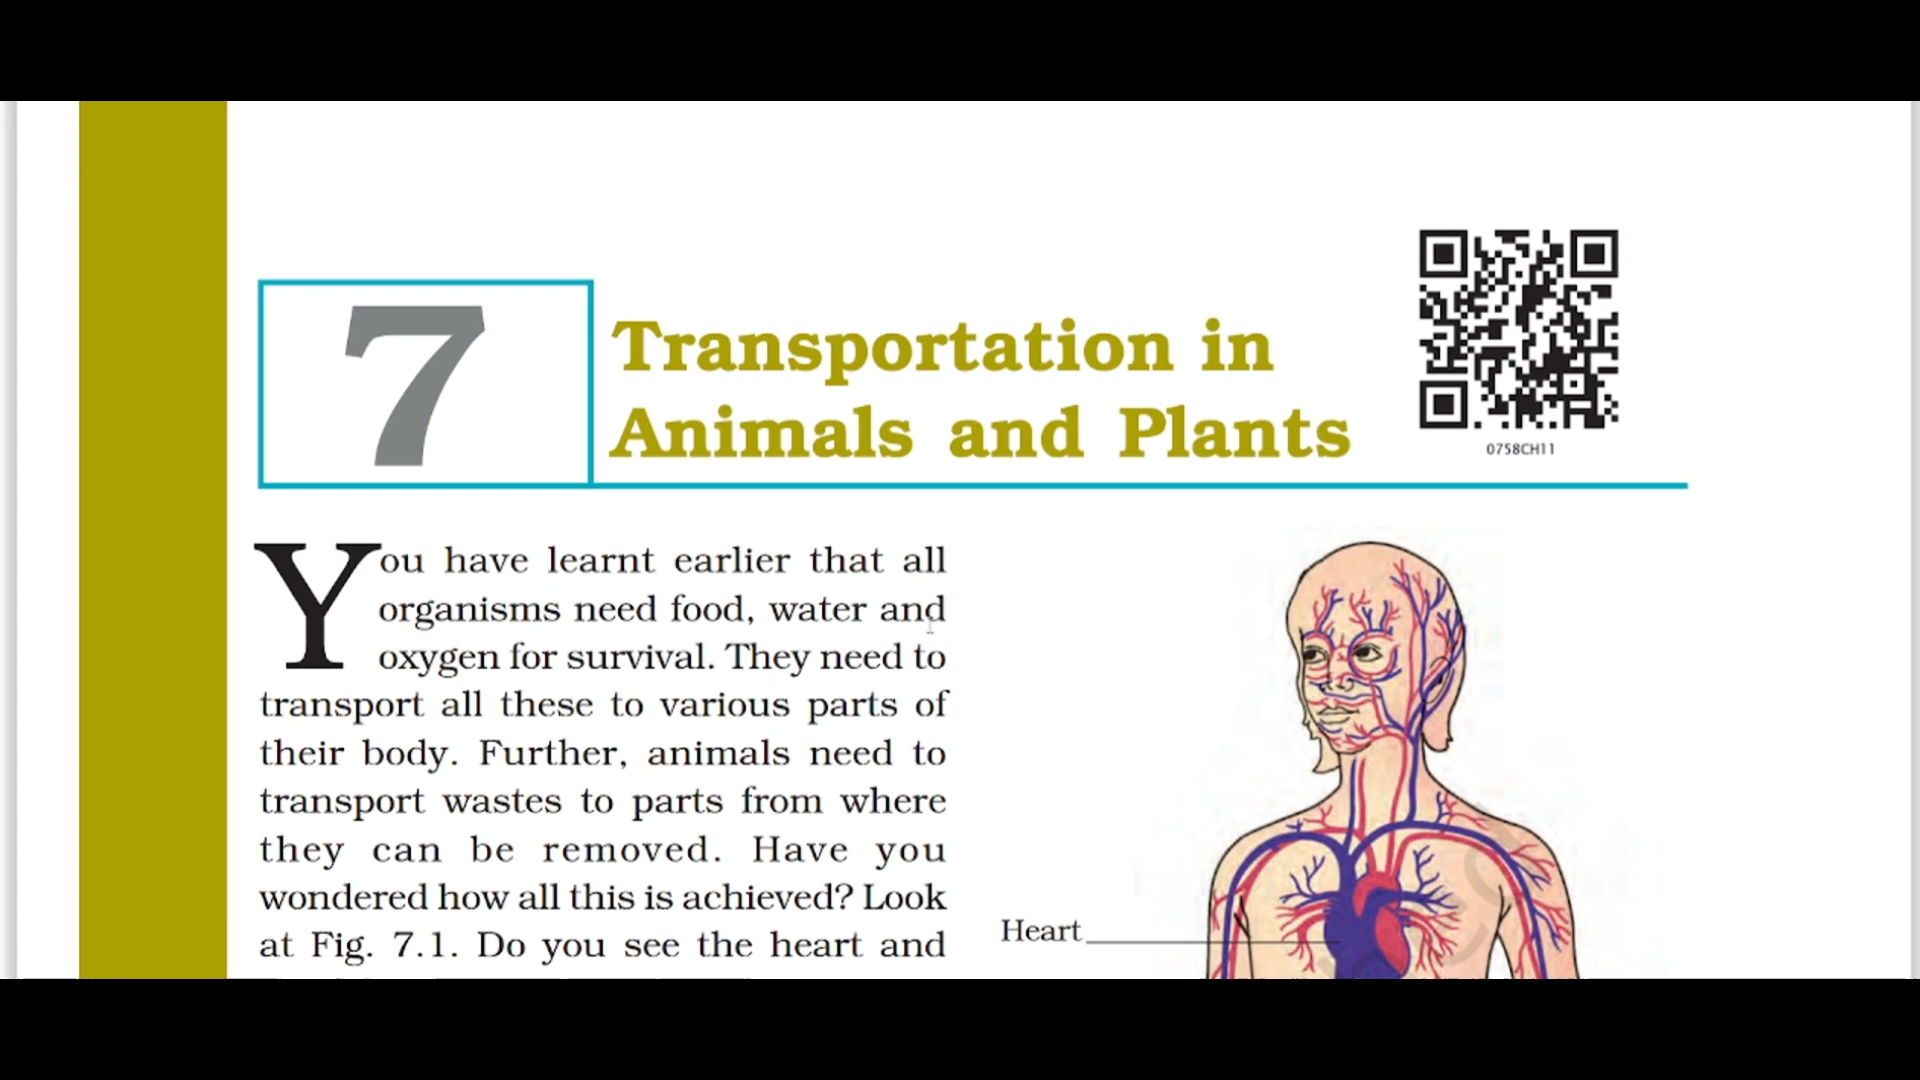 7
Transportation in
Animals and Plants
0758CH11
You have learnt earlier that all
organisms need food, water and
oxygen for survival. They need to
transport all these to various parts of
their body. Further, animals need to
transport wastes to parts from where
they can be removed. Have you
wondered how all this is achieved? Look
at Fig. 7.1. Do you see the heart and
Heart